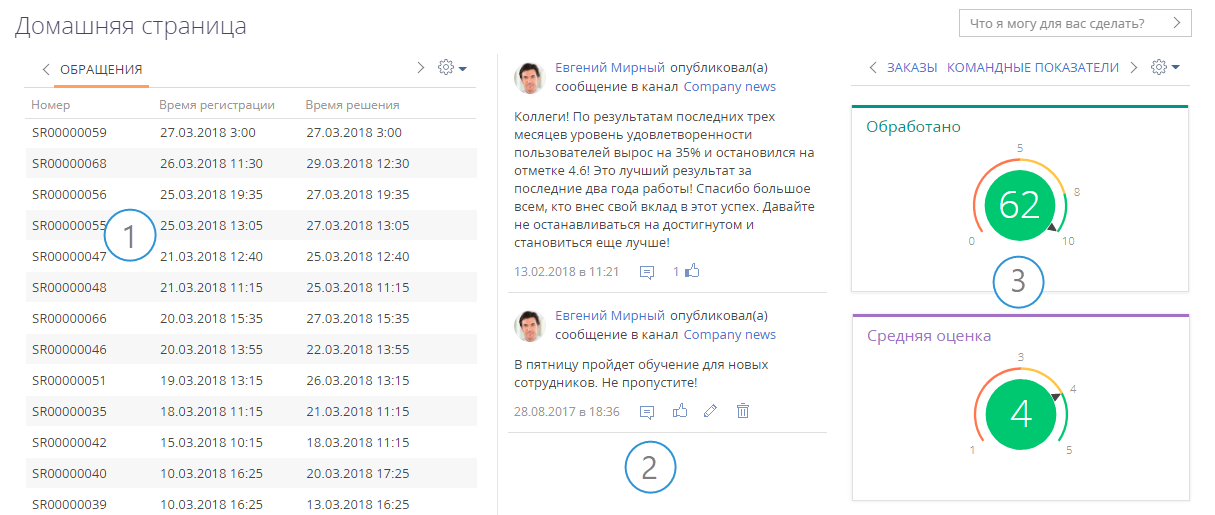 Домашняя страница
Что я могу для вас сделать?
ОБРАЩЕНИЯ
Номер Время регистрации Время решения
SR00000059 27.03.2018 3:00 27.03.2018 3:00
SR00000068 26.03.2018 11:30 29.03.2018 12:30
SR00000056 25.03.2018 19:35 27.03.2018 19:35
SR00000055 25.03.2018 13:05 27.03.2018 13:05
SR00000047 21.03.2018 12:40 25.03.2018 12:40
SR00000048 21.03.2018 11:15 25.03.2018 11:15
SR00000066 20.03.2018 15:35 27.03.2018 15:35
SR00000046 20.03.2018 13:55 22.03.2018 13:55
SR00000051 19.03.2018 13:15 26.03.2018 13:15
SR00000035 18.03.2018 11:15 21.03.2018 11:15
SR00000042 15.03.2018 10:15 18.03.2018 11:15
SR00000040 10.03.2018 16:25 20.03.2018 17:25
SR00000039 10.03.2018 16:25 13.03.2018 16:25
1
Евгений Мирный опубликовал(а)
сообщение в канал Company news
Коллеги! По результатам последних трех
месяцев уровень удовлетворенности
пользователей вырос на 35% и остановился на
отметке 4.6! Это лучший результат за
последние два года работы! Спасибо большое
всем, кто внес свой вклад в этот успех. Давайте
не останавливаться на достигнутом и
становиться еще лучше!
13.02.2018 в 11:21 1
Евгений Мирный опубликовал(а)
сообщение в канал Company news
В пятницу пройдет обучение для новых
сотрудников. Не пропустите!
28.08.2017 в 18:36
2
ЗАКАЗЫ КОМАНДНЫЕ ПОКАЗАТЕЛИ
Обработано
5
8
62
0 10
3
Средняя оценка
3
4
4
1 5